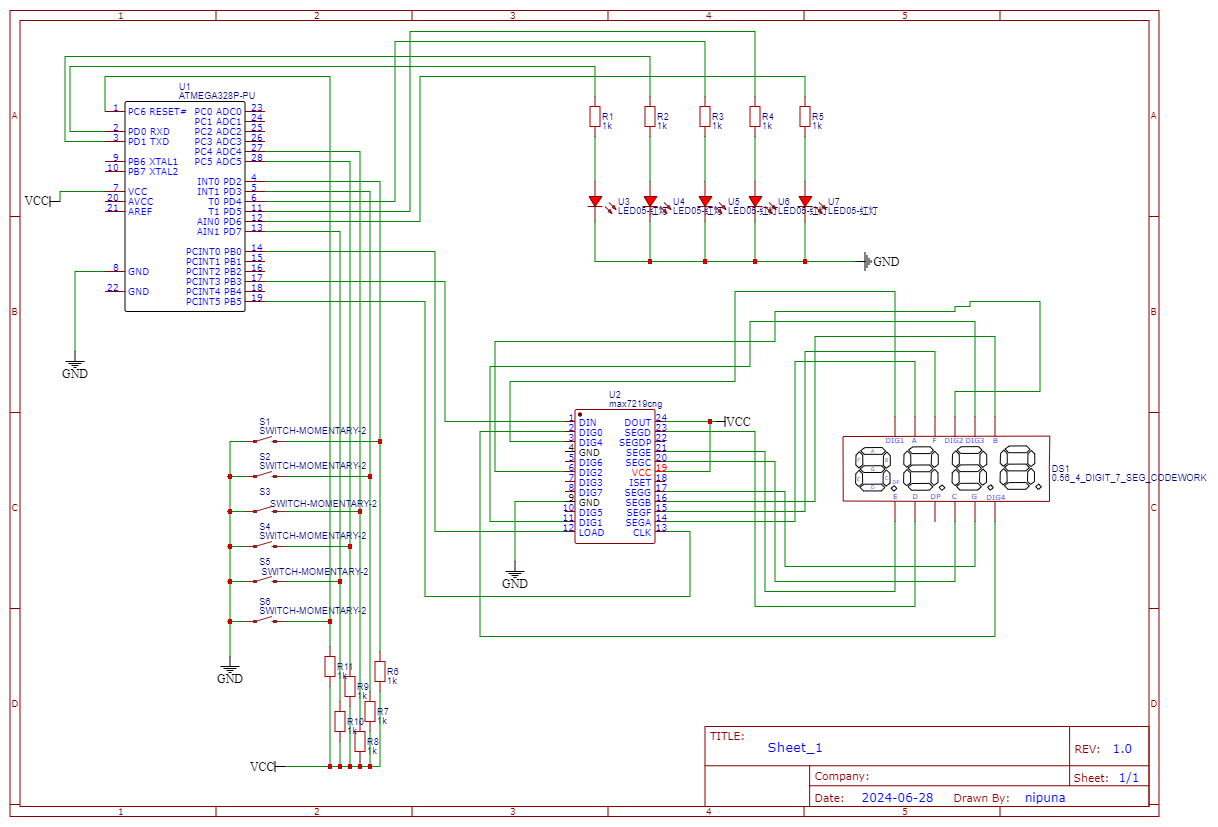 1 2 3 4 5
A
B
C
D
A
B
C
D
1 2 3 4 5
U1
ATMEGA328P-PU
1 PC6 RESET#
2 PD0 RXD
3 PD1 TXD
9 PB6 XTAL1
10 PB7 XTAL2
7 VCC
20 AVCC
21 AREF
8 GND
22 GND
PC0 ADC0 23
PC1 ADC1 24
PC2 ADC2 25
PC3 ADC3 26
PC4 ADC4 27
PC5 ADC5 28
INT0 PD2 4
INT1 PD3 5
T0 PD4 6
T1 PD5 11
AIN0 PD6 12
AIN1 PD7 13
PCINT0 PB0 14
PCINT1 PB1 15
PCINT2 PB2 16
PCINT3 PB3 17
PCINT4 PB4 18
PCINT5 PB5 19
VCC
GND
R1
1k
R2
1k
R3
1k
R4
1k
R5
1k
U3
LED05-红灯
U4
LED05-红灯
U5
LED05-红灯
U6
LED05-红灯
U7
LED05-红灯
GND
U2
max7219cng
1 DIN
2 DIG0
3 DIG4
4 GND
5 DIG6
6 DIG2
7 DIG3
8 DIG7
9 GND
10 DIG5
11 DIG1
12 LOAD
DOUT 24
SEGD 23
SEGDP 22
SEGE 21
SEGC 20
VCC 19
ISET 18
SEGG 17
SEGB 16
SEGF 15
SEGA 14
CLK 13
VCC
GND
DIG1 A F DIG2 DIG3 B
A
F B
G
E C
D
DP
E D DP C G DIG4
DS1
0.56_4_DIGIT_7_SEG_CODEWORK
S1
SWITCH-MOMENTARY-2
S2
SWITCH-MOMENTARY-2
S3
SWITCH-MOMENTARY-2
S4
SWITCH-MOMENTARY-2
S5
SWITCH-MOMENTARY-2
S6
SWITCH-MOMENTARY-2
GND
R11
1k
R6
1k
R9
1k
R7
1k
R10
1k
R8
1k
VCC
TITLE:
Sheet_1
REV: 1.0
Company:
Sheet: 1/1
Date: 2024-06-28 Drawn By: nipuna